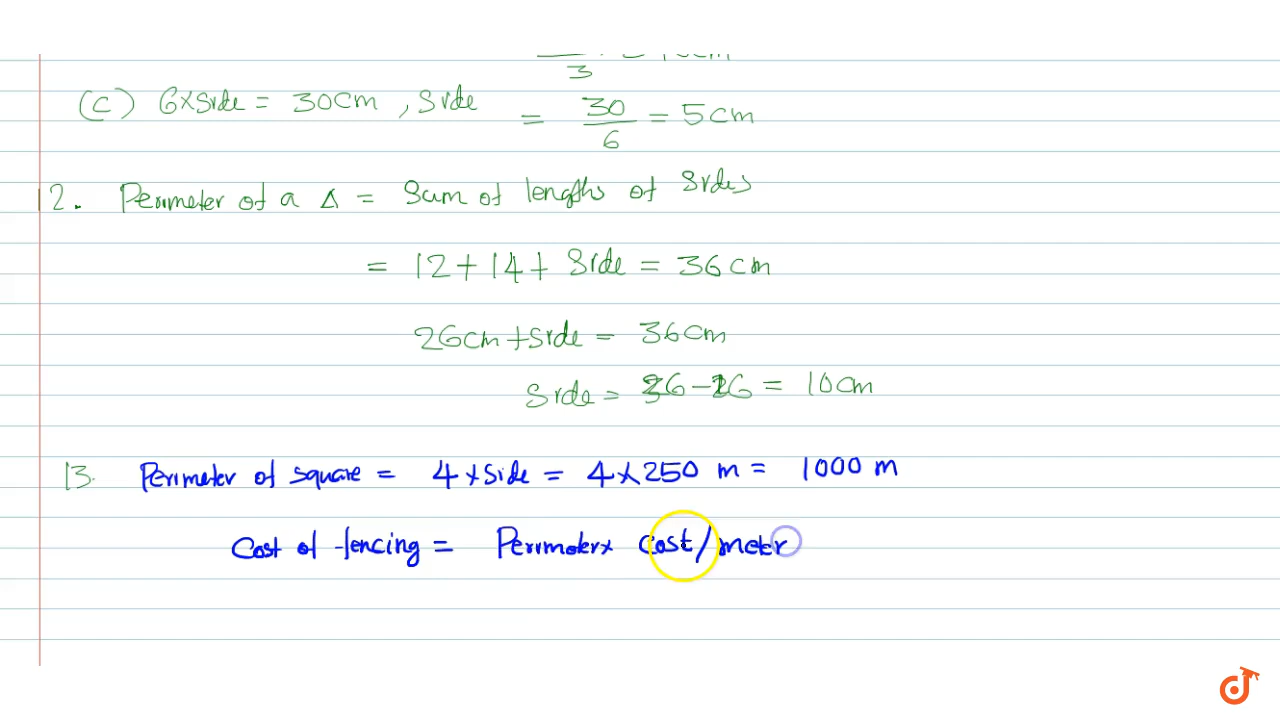 3
(C) 6×Side = 30cm , Side = 30/6 = 5cm
12. Perimeter of a Δ = Sum of lengths of Sides
= 12+14+ Side = 36cm
26cm+Side = 36cm
Side = 36-26 = 10cm
13. Perimeter of square = 4×Side = 4×250 m = 1000 m
Cost of fencing = Perimeter× Cost/meter